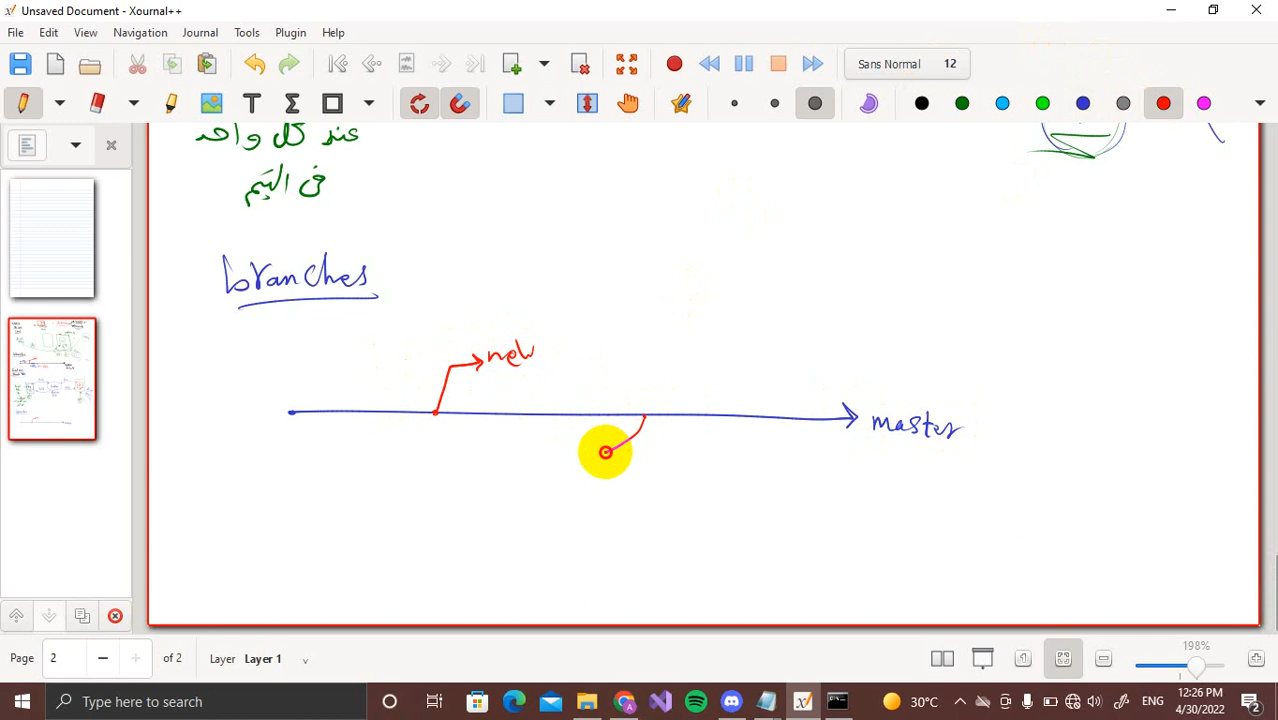 Unsaved Document - Xournal++
File Edit View Navigation Journal Tools Plugin Help
Sans Normal 12
عند كل واحد
فى التيم
branches
new
master
Page 2 of 2 Layer Layer 1 198%
Type here to search 30°C ENG 12:26 PM 4/30/2022 2